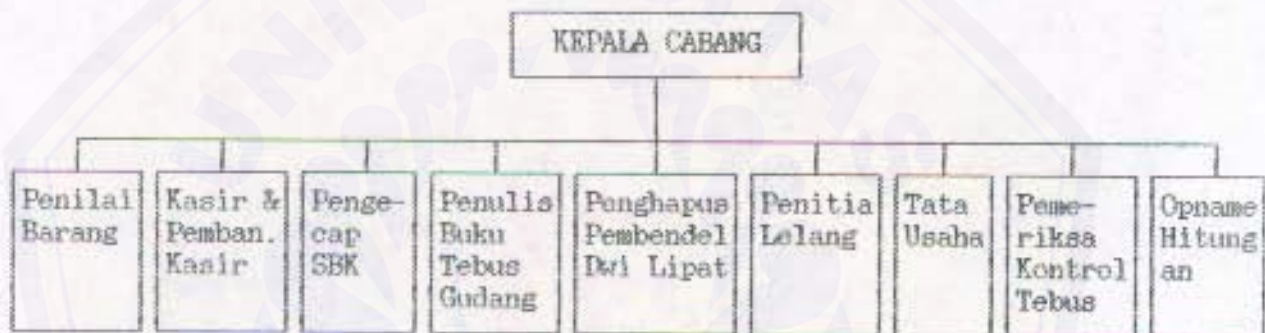 KEPALA CABANG
Penilai
Barang
Kasir &
Pemban.
Kasir
Penge-
cap
SBK
Penulis
Buku
Tebus
Gudang
Penghapus
Pembendel
Dwi Lipat
Penitia
Lelang
Tata
Usaha
Peme-
riksa
Kontrol
Tebus
Opname
Hitung
an